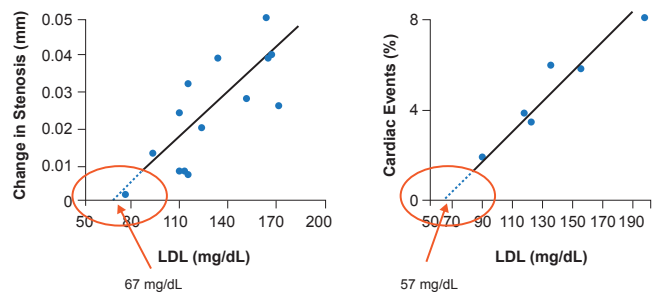 Change in Stenosis (mm)
0.05
0.04
0.03
0.02
0.01
0
50 80 110 140 170 200
LDL (mg/dL)
67 mg/dL
Cardiac Events (%)
8
4
0
50 70 90 110 130 150 170 190
LDL (mg/dL)
57 mg/dL